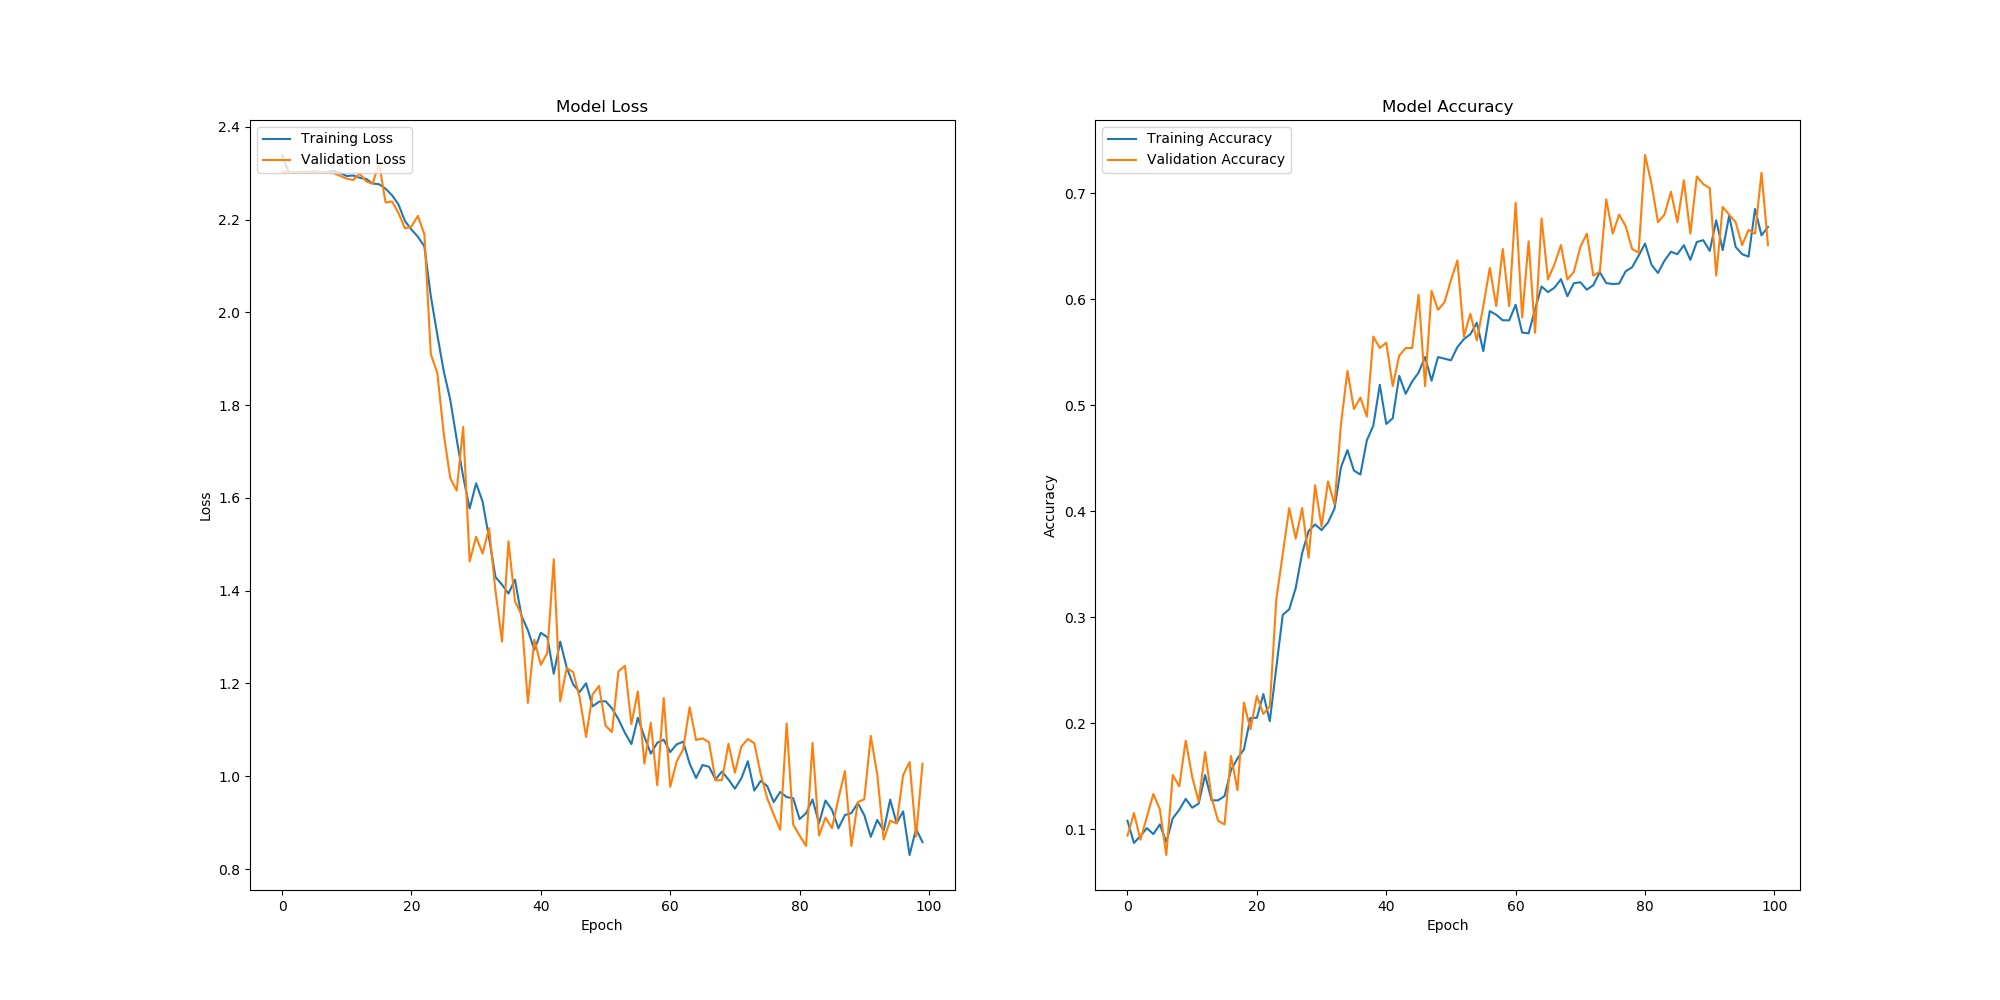 Model Loss
2.4
2.2
2.0
1.8
1.6
1.4
1.2
1.0
0.8
Loss
Training Loss
Validation Loss
0 20 40 60 80 100
Epoch
Model Accuracy
0.7
0.6
0.5
0.4
0.3
0.2
0.1
Accuracy
Training Accuracy
Validation Accuracy
0 20 40 60 80 100
Epoch